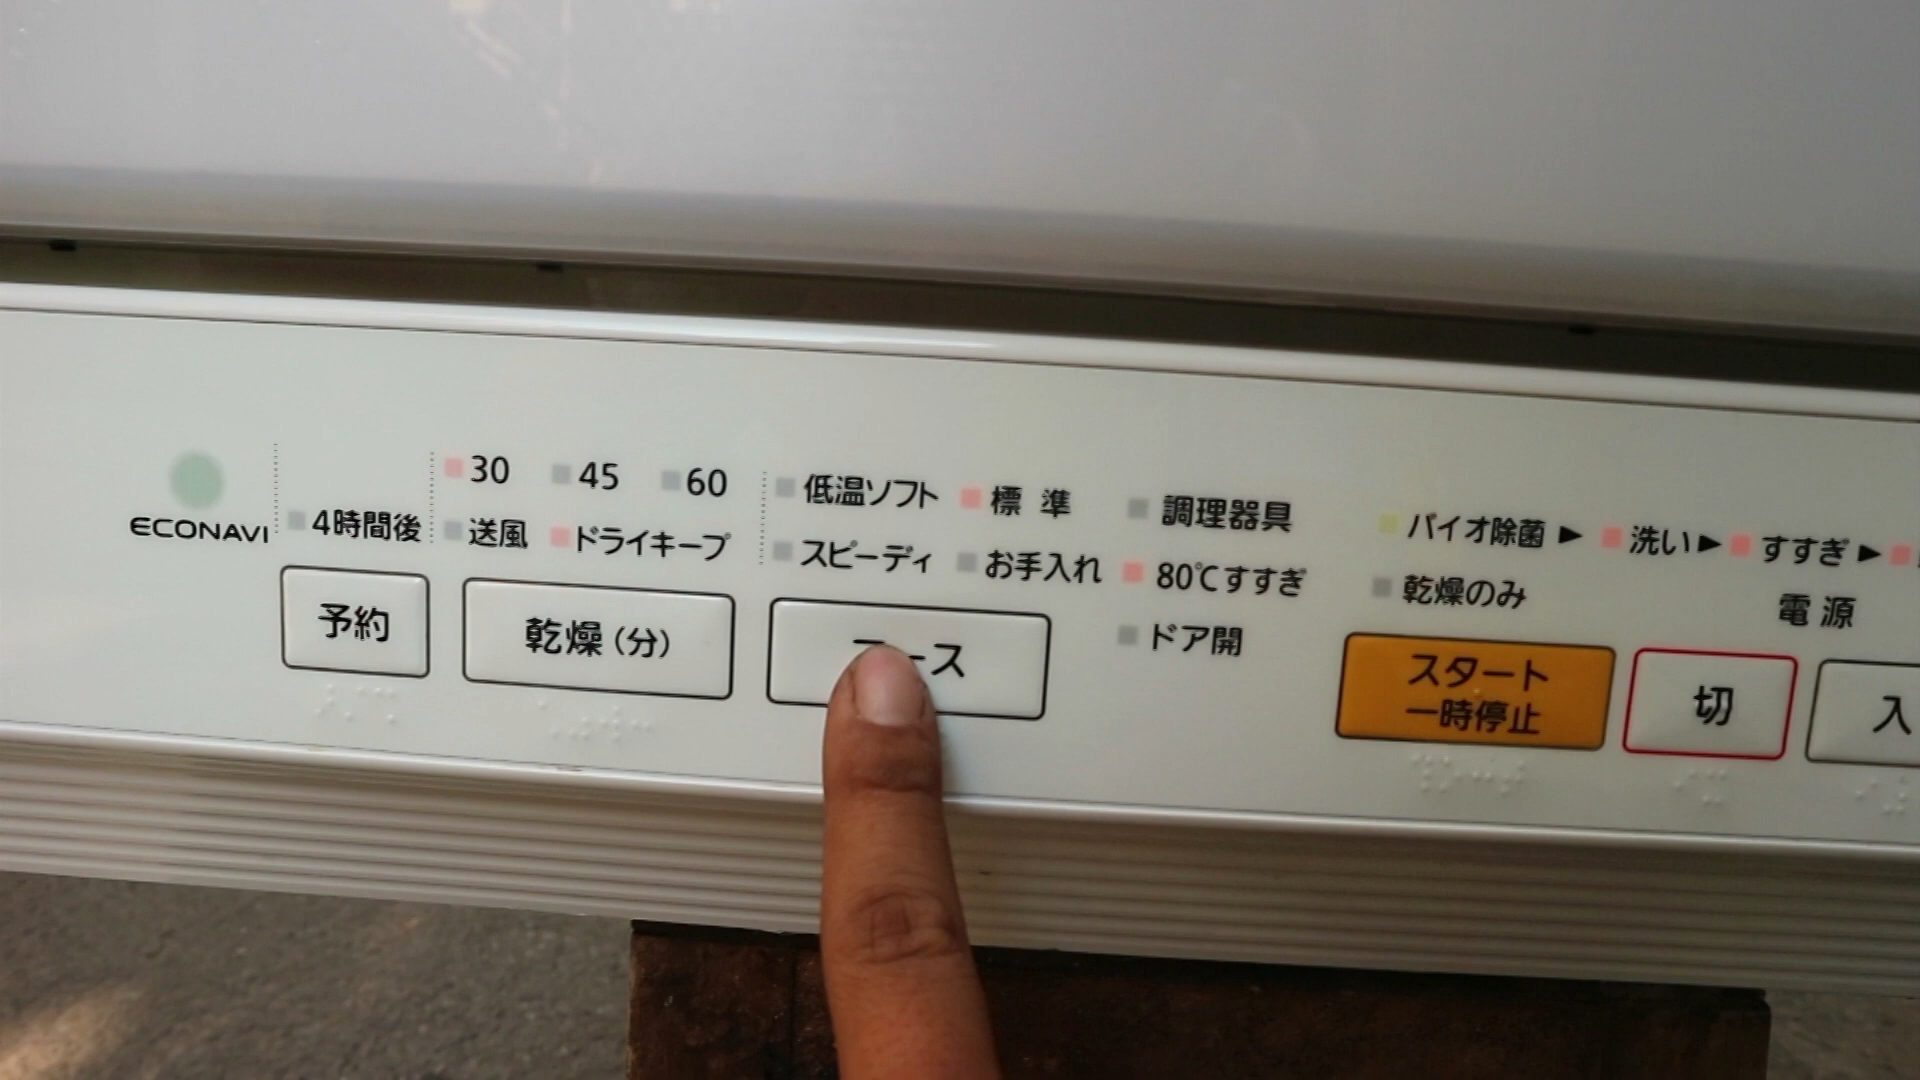 ECONAVI
4時間後
30 45 60
送風 ドライキープ
低温ソフト 標準 調理器具
スピーディ お手入れ 80℃すすぎ
ドア開
バイオ除菌 ▶ 洗い ▶ すすぎ ▶
乾燥のみ
電源
予約
乾燥(分)
コース
スタート
一時停止
切
入